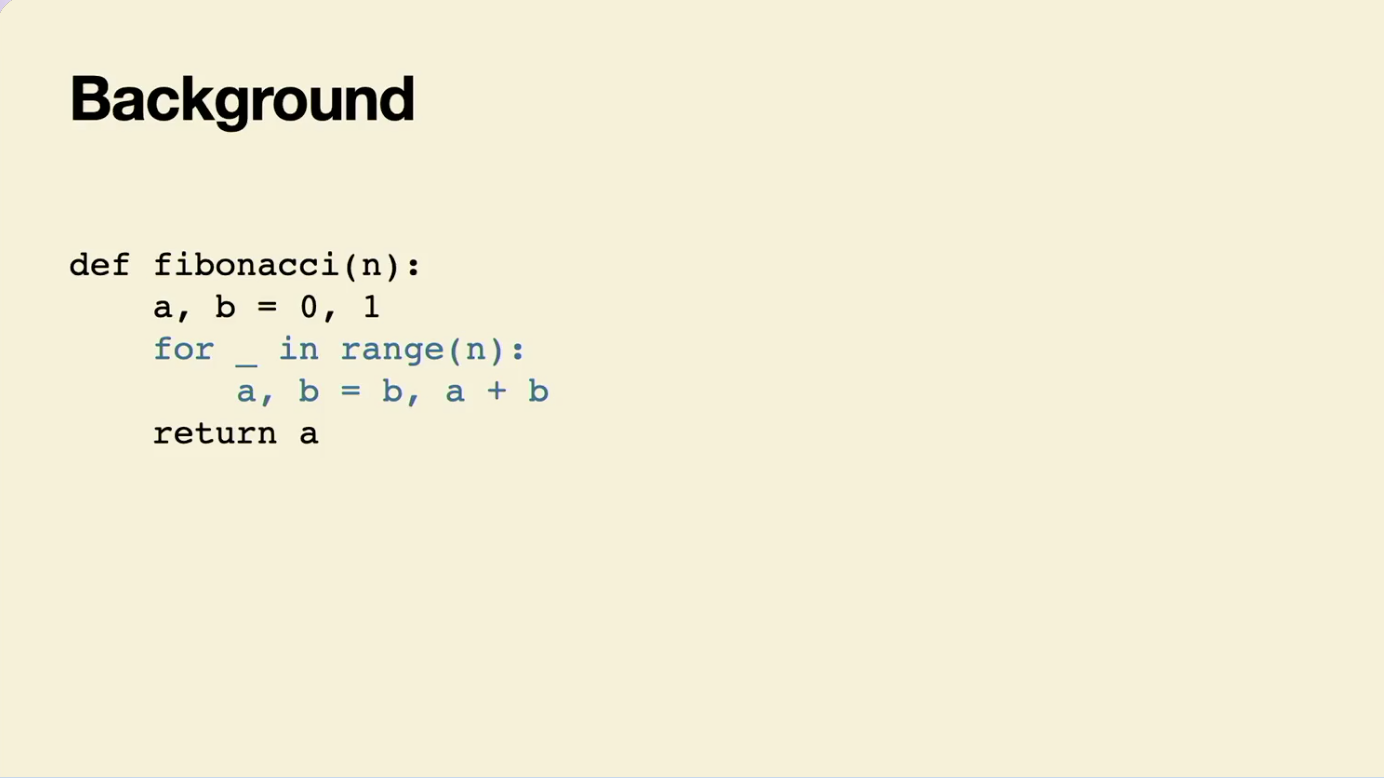 Background
def fibonacci(n):
    a, b = 0, 1
    for _ in range(n):
        a, b = b, a + b
    return a